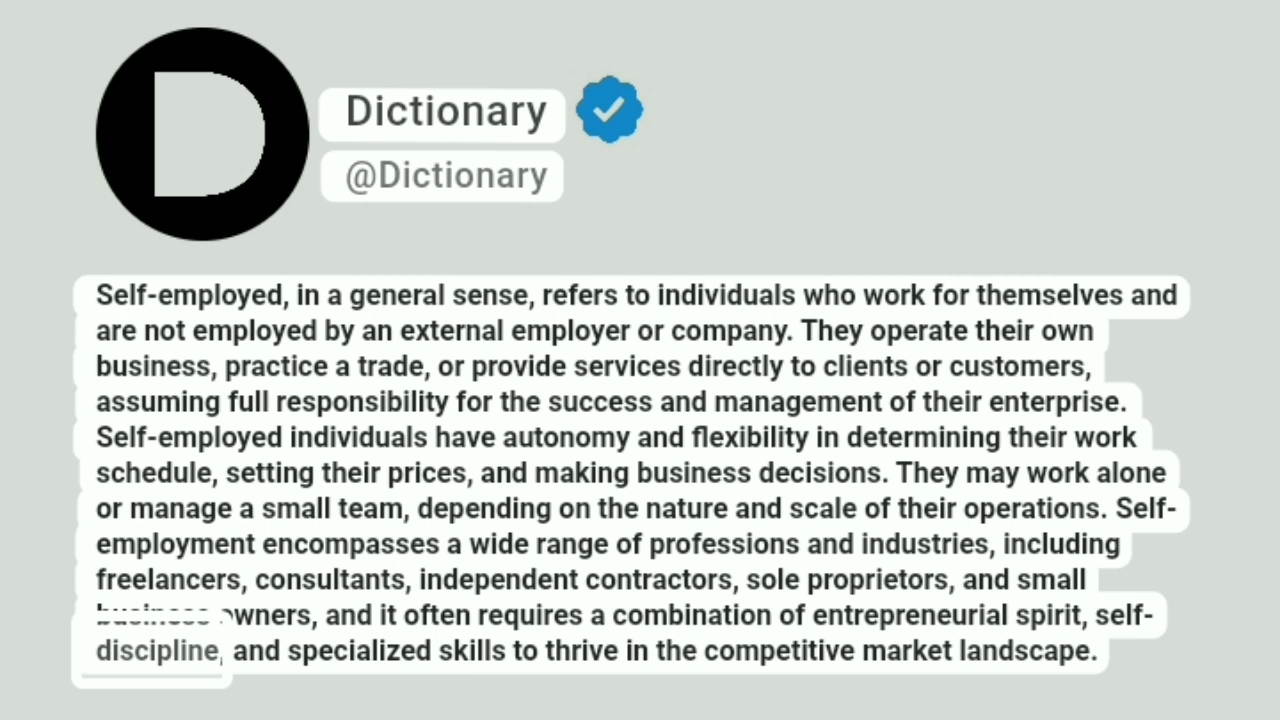 D
Dictionary
@Dictionary
Self-employed, in a general sense, refers to individuals who work for themselves and
are not employed by an external employer or company. They operate their own
business, practice a trade, or provide services directly to clients or customers,
assuming full responsibility for the success and management of their enterprise.
Self-employed individuals have autonomy and flexibility in determining their work
schedule, setting their prices, and making business decisions. They may work alone
or manage a small team, depending on the nature and scale of their operations. Self-
employment encompasses a wide range of professions and industries, including
freelancers, consultants, independent contractors, sole proprietors, and small
business owners, and it often requires a combination of entrepreneurial spirit, self-
discipline, and specialized skills to thrive in the competitive market landscape.